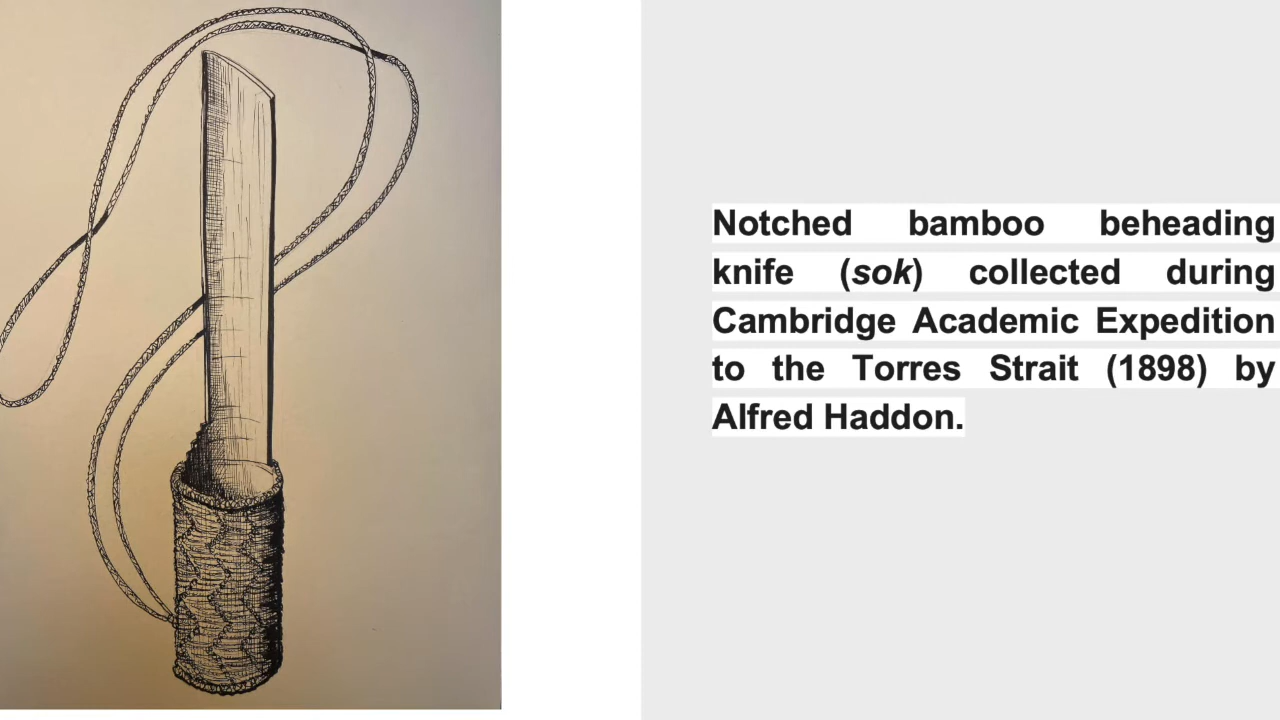 Notched bamboo beheading
knife (sok) collected during
Cambridge Academic Expedition
to the Torres Strait (1898) by
Alfred Haddon.